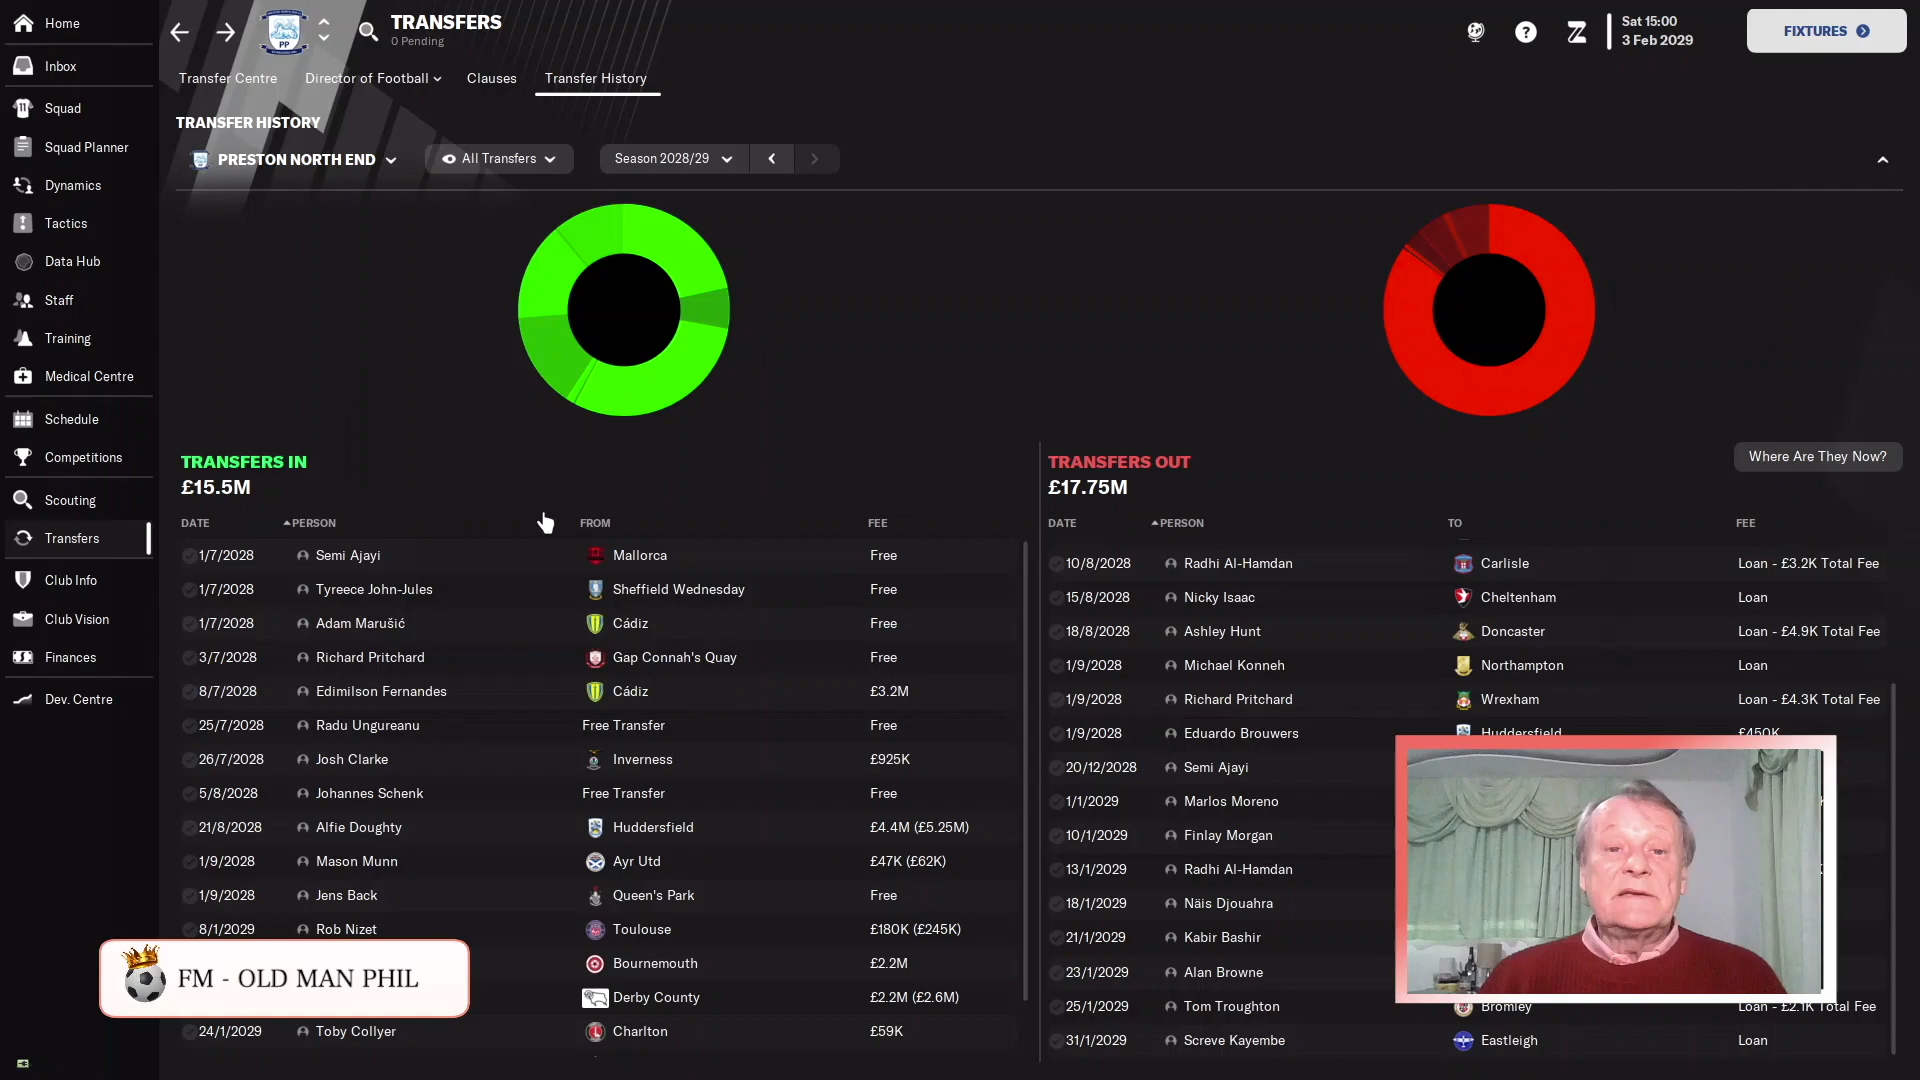 Home
Inbox
Squad
Squad Planner
Dynamics
Tactics
Data Hub
Staff
Training
Medical Centre
Schedule
Competitions
Scouting
Transfers
Club Info
Club Vision
Finances
Dev. Centre
PP
TRANSFERS
0 Pending
Sat 15:00
3 Feb 2029
FIXTURES
Transfer Centre
Director of Football
Clauses
Transfer History
TRANSFER HISTORY
PRESTON NORTH END
All Transfers
Season 2028/29
TRANSFERS IN
£15.5M
DATE PERSON FROM FEE
1/7/2028 Semi Ajayi Mallorca Free
1/7/2028 Tyreece John-Jules Sheffield Wednesday Free
1/7/2028 Adam Marušić Cádiz Free
3/7/2028 Richard Pritchard Gap Connah's Quay Free
8/7/2028 Edimilson Fernandes Cádiz £3.2M
25/7/2028 Radu Ungureanu Free Transfer Free
26/7/2028 Josh Clarke Inverness £925K
5/8/2028 Johannes Schenk Free Transfer Free
21/8/2028 Alfie Doughty Huddersfield £4.4M (£5.25M)
1/9/2028 Mason Munn Ayr Utd £47K (£62K)
1/9/2028 Jens Back Queen's Park Free
8/1/2029 Rob Nizet Toulouse £180K (£245K)
Bournemouth £2.2M
Derby County £2.2M (£2.6M)
24/1/2029 Toby Collyer Charlton £59K
FM - OLD MAN PHIL
TRANSFERS OUT
£17.75M
Where Are They Now?
DATE PERSON TO FEE
10/8/2028 Radhi Al-Hamdan Carlisle Loan - £3.2K Total Fee
15/8/2028 Nicky Isaac Cheltenham Loan
18/8/2028 Ashley Hunt Doncaster Loan - £4.9K Total Fee
1/9/2028 Michael Konneh Northampton Loan
1/9/2028 Richard Pritchard Wrexham Loan - £4.3K Total Fee
1/9/2028 Eduardo Brouwers Huddersfield £450K
20/12/2028 Semi Ajayi
1/1/2029 Marlos Moreno
10/1/2029 Finlay Morgan
13/1/2029 Radhi Al-Hamdan
18/1/2029 Näis Djouahra
21/1/2029 Kabir Bashir
23/1/2029 Alan Browne
25/1/2029 Tom Troughton Bromley Loan - £2.1K Total Fee
31/1/2029 Screve Kayembe Eastleigh Loan